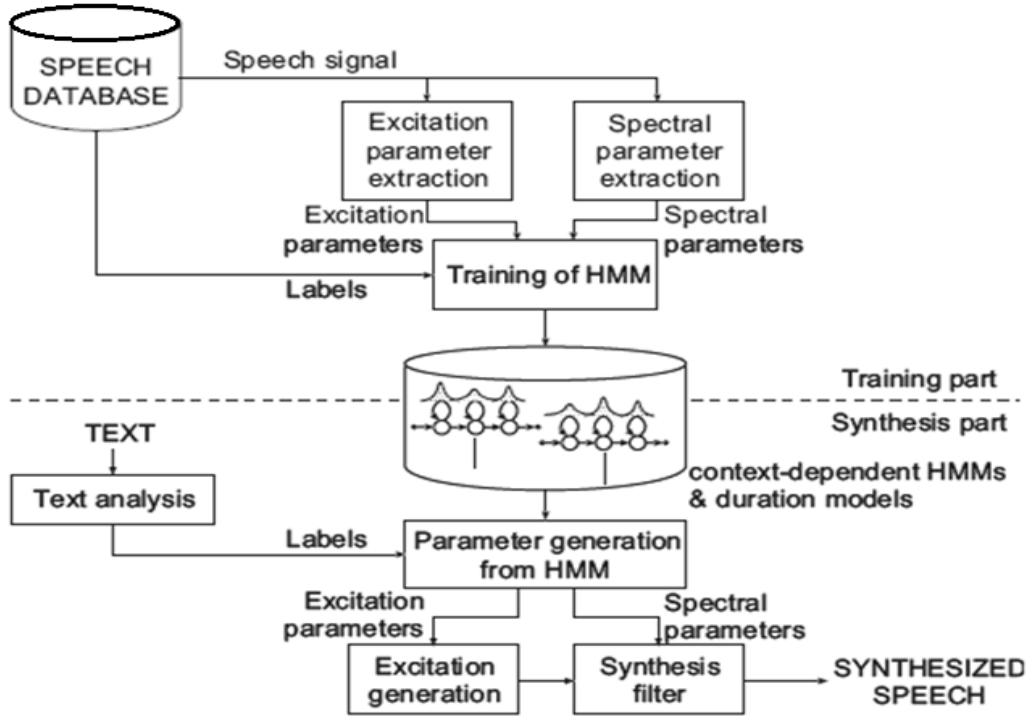 SPEECH
DATABASE
Speech signal
Excitation
parameter
extraction
Spectral
parameter
extraction
Excitation
parameters
Spectral
parameters
Labels
Training of HMM
Training part
Synthesis part
TEXT
context-dependent HMMs
& duration models
Text analysis
Labels
Parameter generation
from HMM
Excitation
parameters
Spectral
parameters
Excitation
generation
Synthesis
filter
SYNTHESIZED
SPEECH